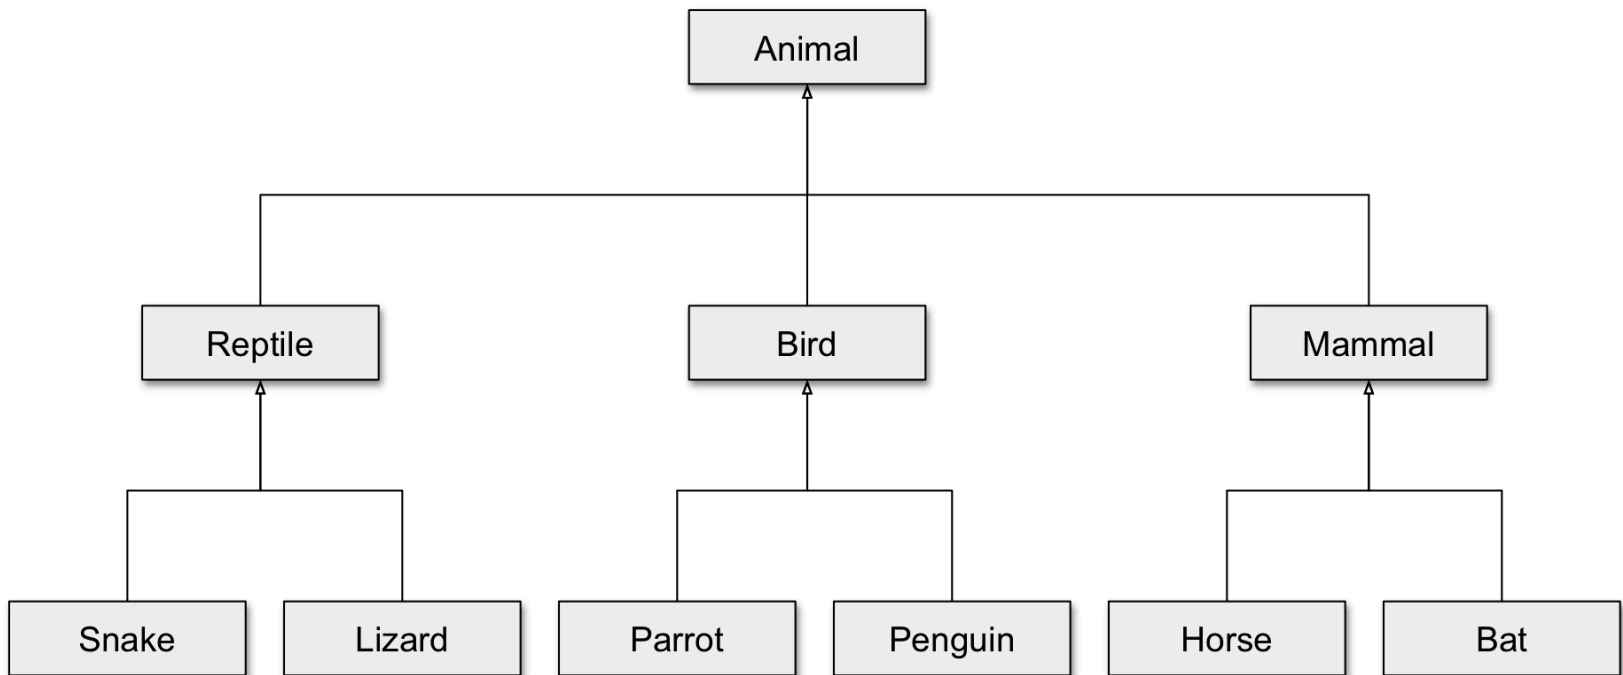 Animal
Reptile
Bird
Mammal
Snake
Lizard
Parrot
Penguin
Horse
Bat